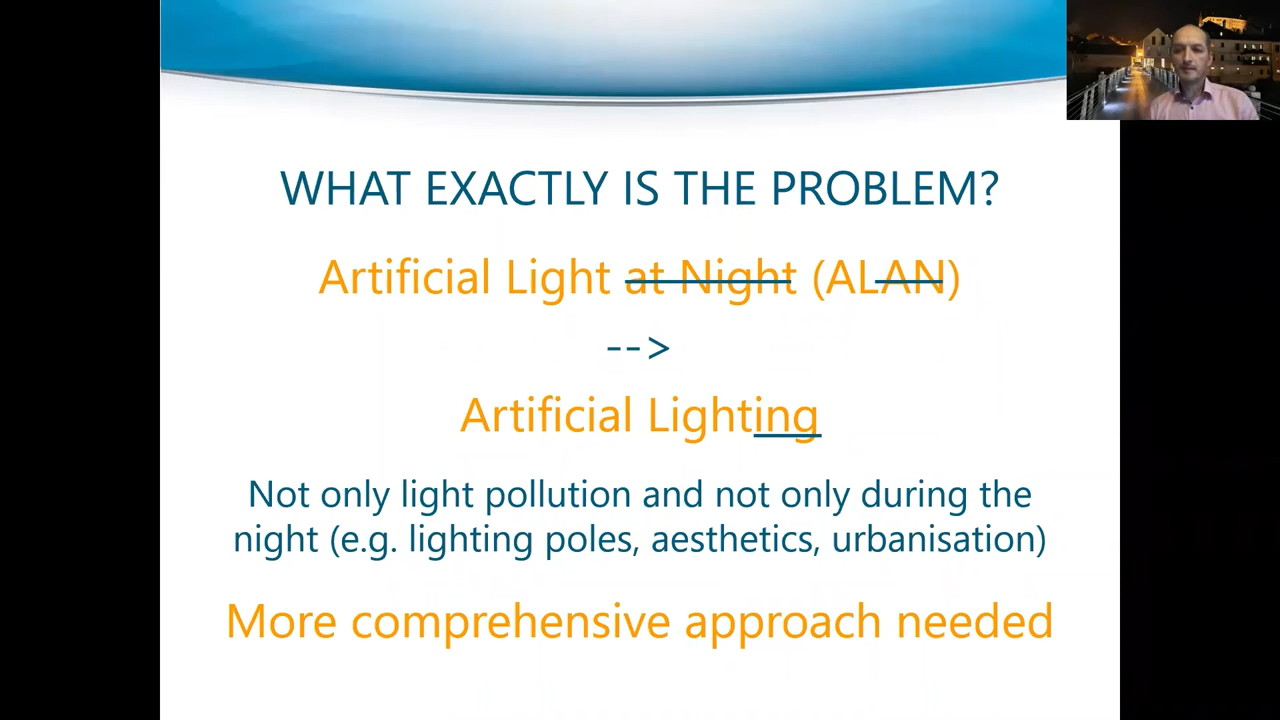 WHAT EXACTLY IS THE PROBLEM?
Artificial Light at Night (ALAN)
-->
Artificial Lighting
Not only light pollution and not only during the
night (e.g. lighting poles, aesthetics, urbanisation)
More comprehensive approach needed